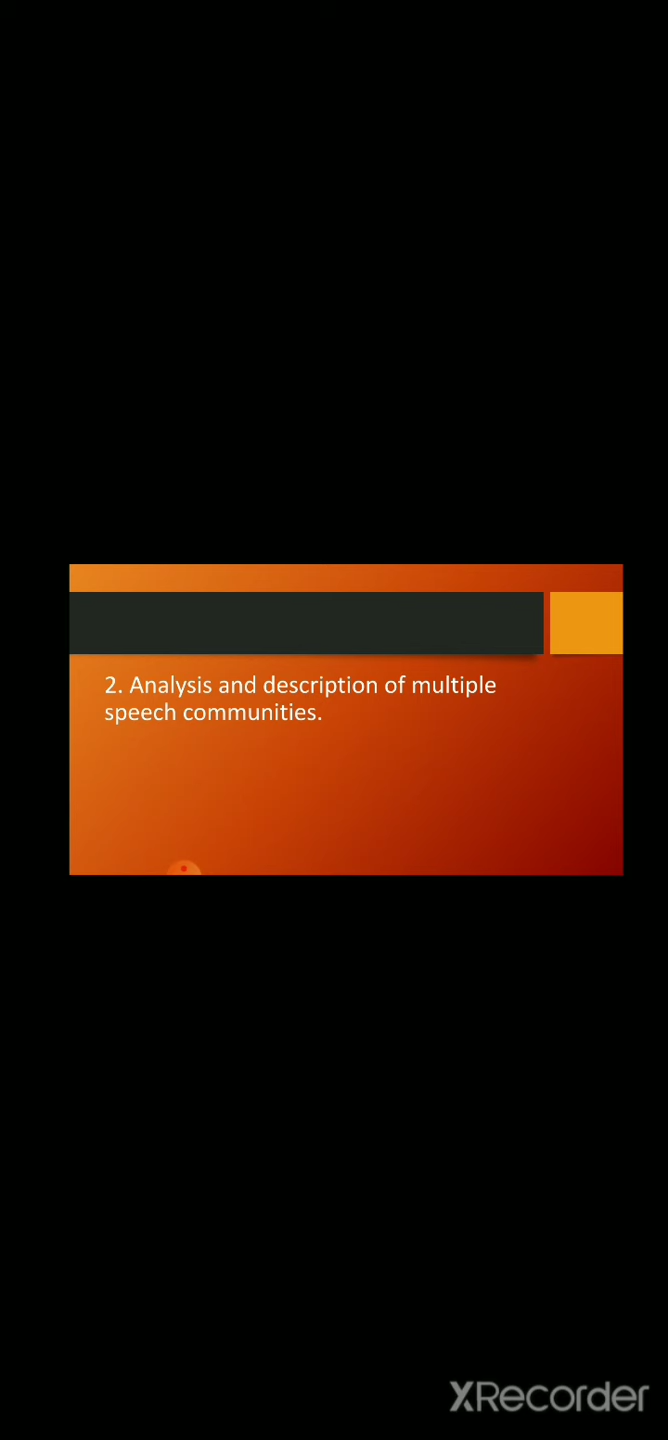 2. Analysis and description of multiple
speech communities.
XRecorder